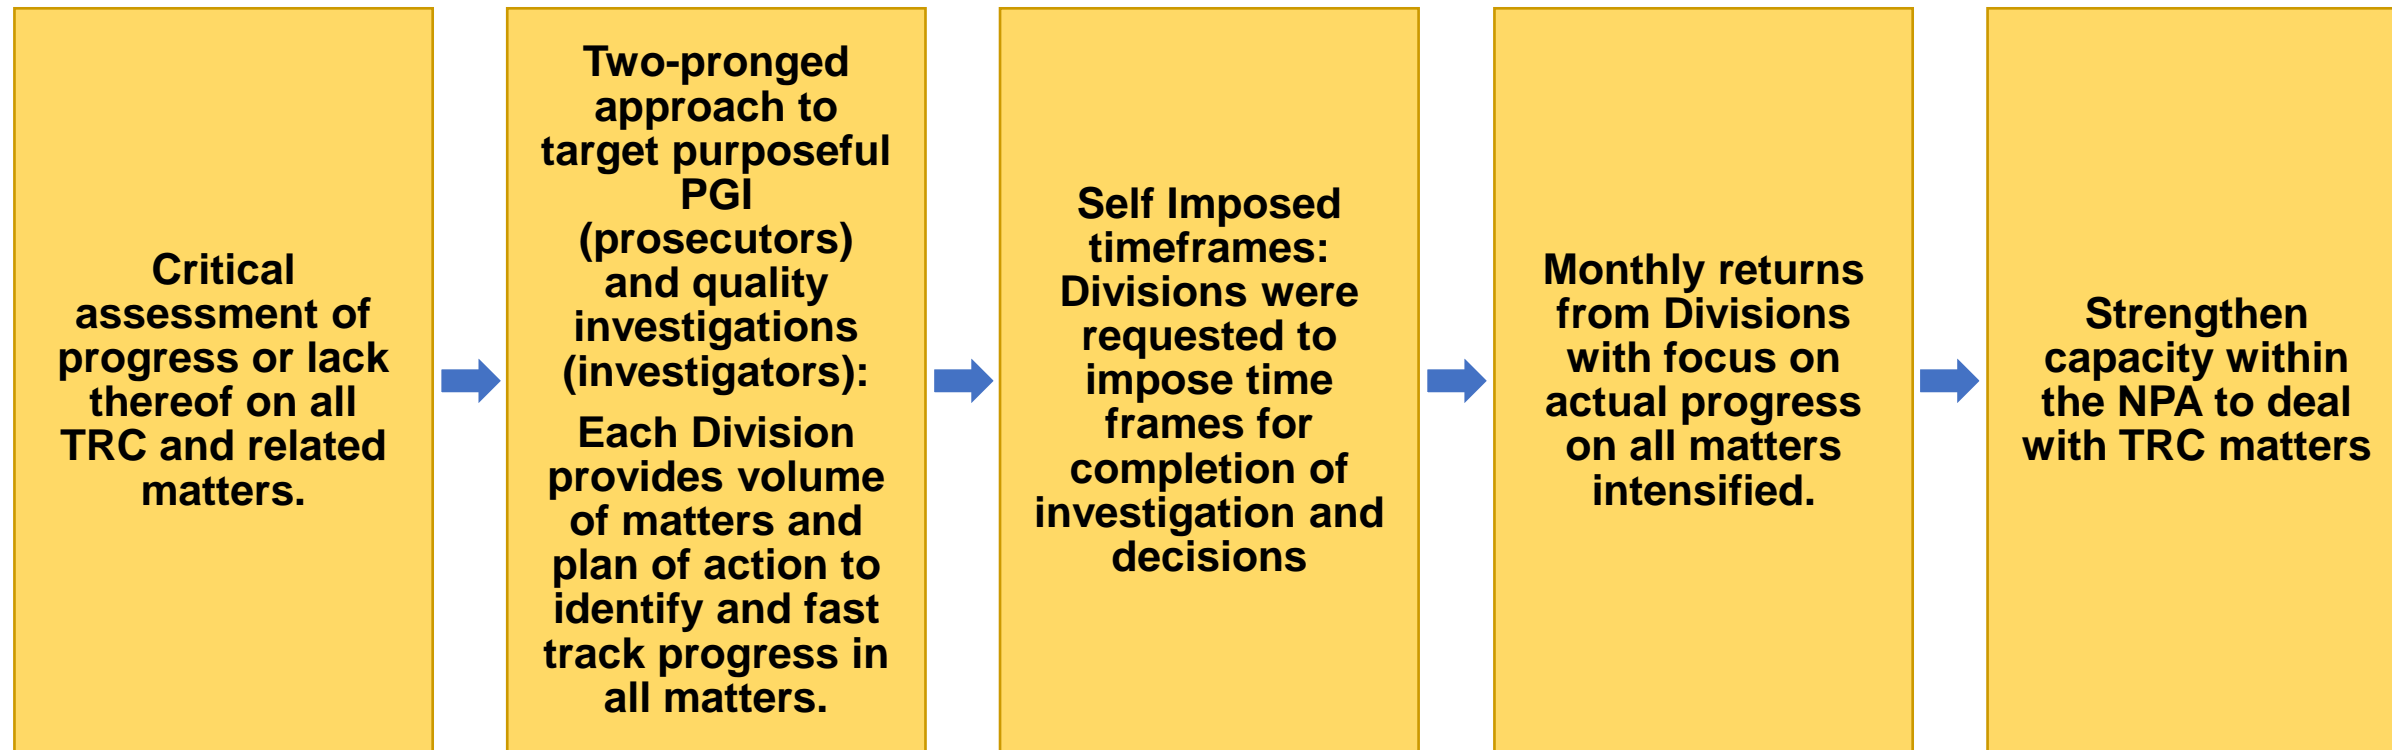 Critical
assessment of
progress or lack
thereof on all
TRC and related
matters.
Two-pronged
approach to
target purposeful
PGI
(prosecutors)
and quality
investigations
(investigators):
Each Division
provides volume
of matters and
plan of action to
identify and fast
track progress in
all matters.
Self Imposed
timeframes:
Divisions were
requested to
impose time
frames for
completion of
investigation and
decisions
Monthly returns
from Divisions
with focus on
actual progress
on all matters
intensified.
Strengthen
capacity within
the NPA to deal
with TRC matters